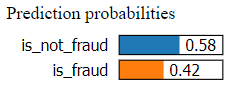 Prediction probabilities
is_not_fraud 0.58
is_fraud 0.42